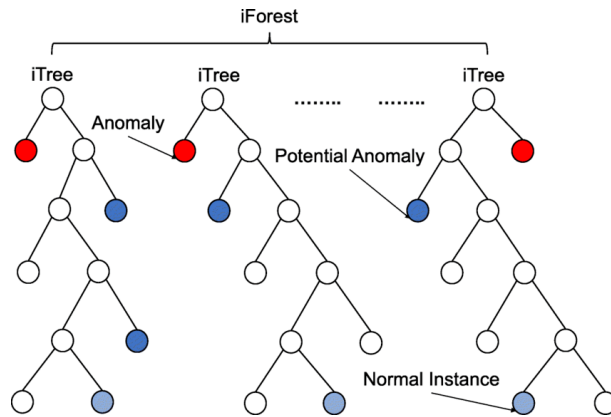 iForest
iTree iTree iTree
........ ........
Anomaly
Potential Anomaly
Normal Instance